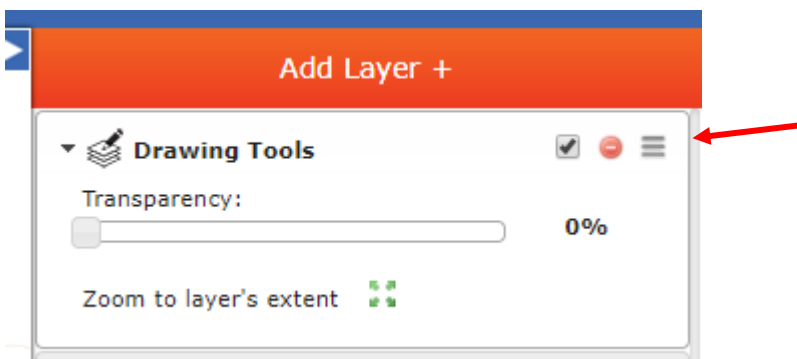 Add Layer +
Drawing Tools
Transparency:
0%
Zoom to layer's extent